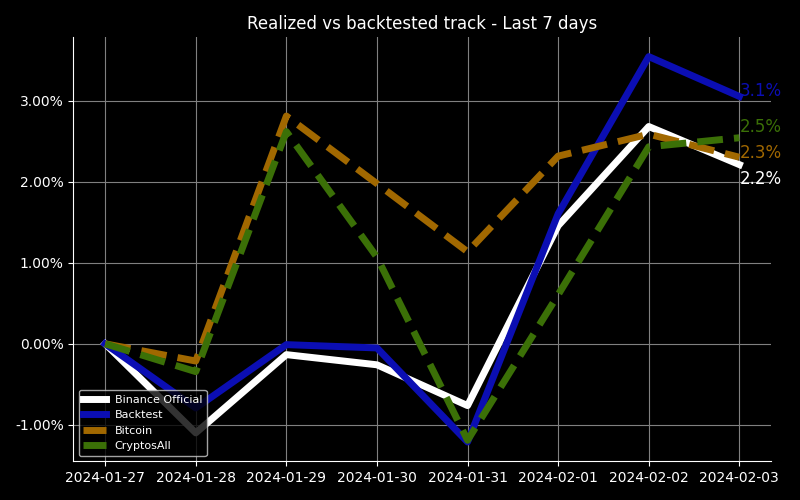 Realized vs backtested track - Last 7 days
3.00%
2.00%
1.00%
0.00%
-1.00%
3.1%
2.5%
2.3%
2.2%
Binance Official
Backtest
Bitcoin
CryptosAll
2024-01-27 2024-01-28 2024-01-29 2024-01-30 2024-01-31 2024-02-01 2024-02-02 2024-02-03